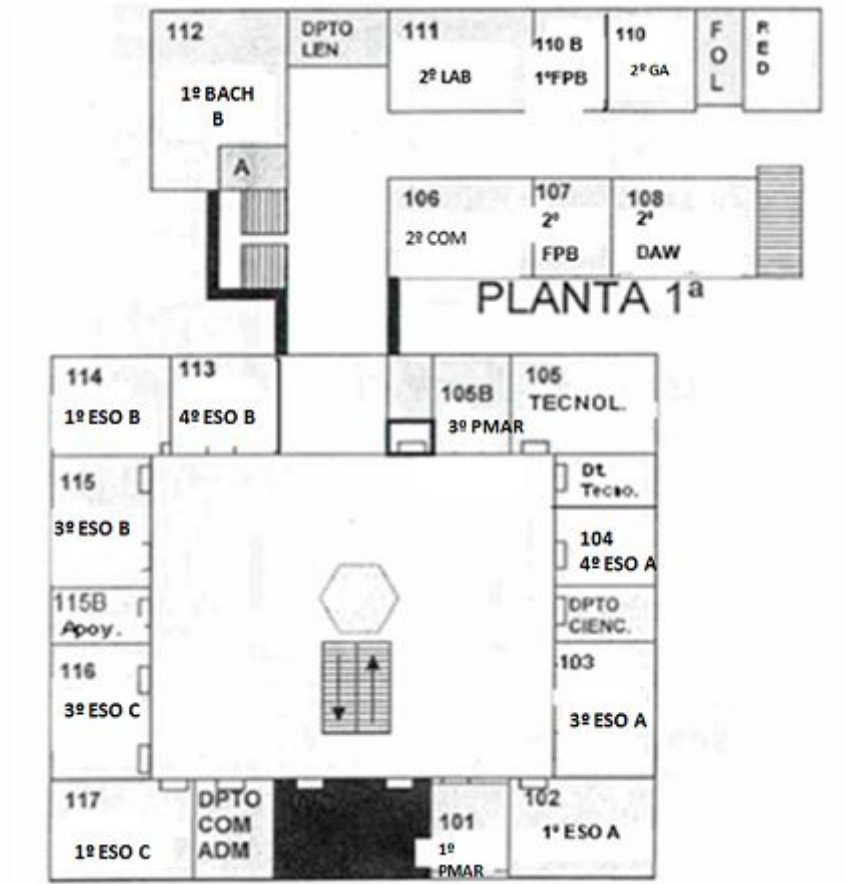 112
1º BACH
B
A
DPTO
LEN
111
2º LAB
110 B
1ºFPB
110
2º GA
F
O
L
R
E
D
106
2º COM
107
2º
FPB
108
2º
DAW
PLANTA 1ª
114
1º ESO B
113
4º ESO B
105B
3º PMAR
105
TECNOL.
115
3º ESO B
Dt.
Tecno.
104
4º ESO A
115B
Apoy.
DPTO
CIENC.
116
3º ESO C
103
3º ESO A
117
1º ESO C
DPTO
COM
ADM
101
1º
PMAR
102
1º ESO A